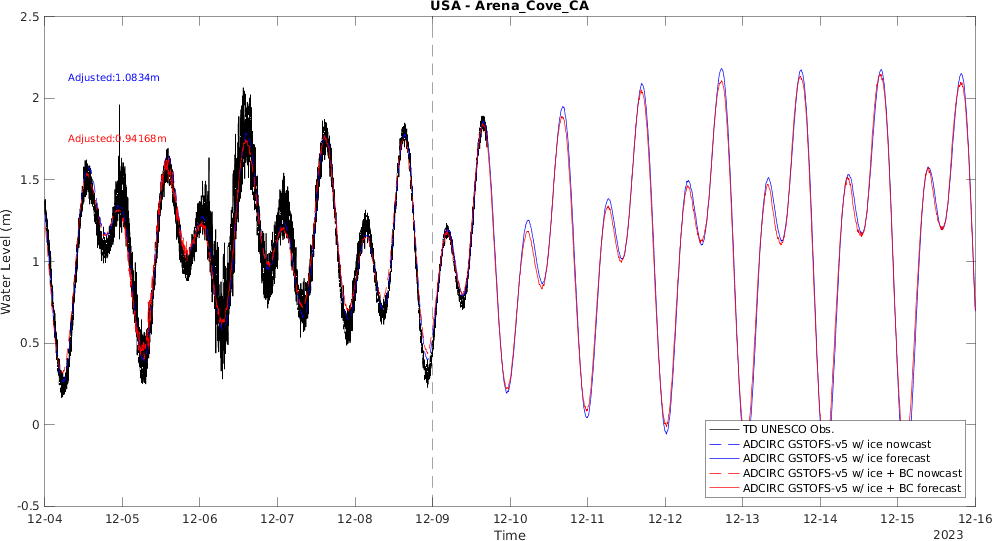 USA - Arena_Cove_CA
2.5
2
1.5
1
0.5
0
-0.5
Water Level (m)
Adjusted:1.0834m
Adjusted:0.94168m
TD UNESCO Obs.
ADCIRC GSTOFS-v5 w/ ice nowcast
ADCIRC GSTOFS-v5 w/ ice forecast
ADCIRC GSTOFS-v5 w/ ice + BC nowcast
ADCIRC GSTOFS-v5 w/ ice + BC forecast
12-04 12-05 12-06 12-07 12-08 12-09 12-10 12-11 12-12 12-13 12-14 12-15 12-16
Time
2023